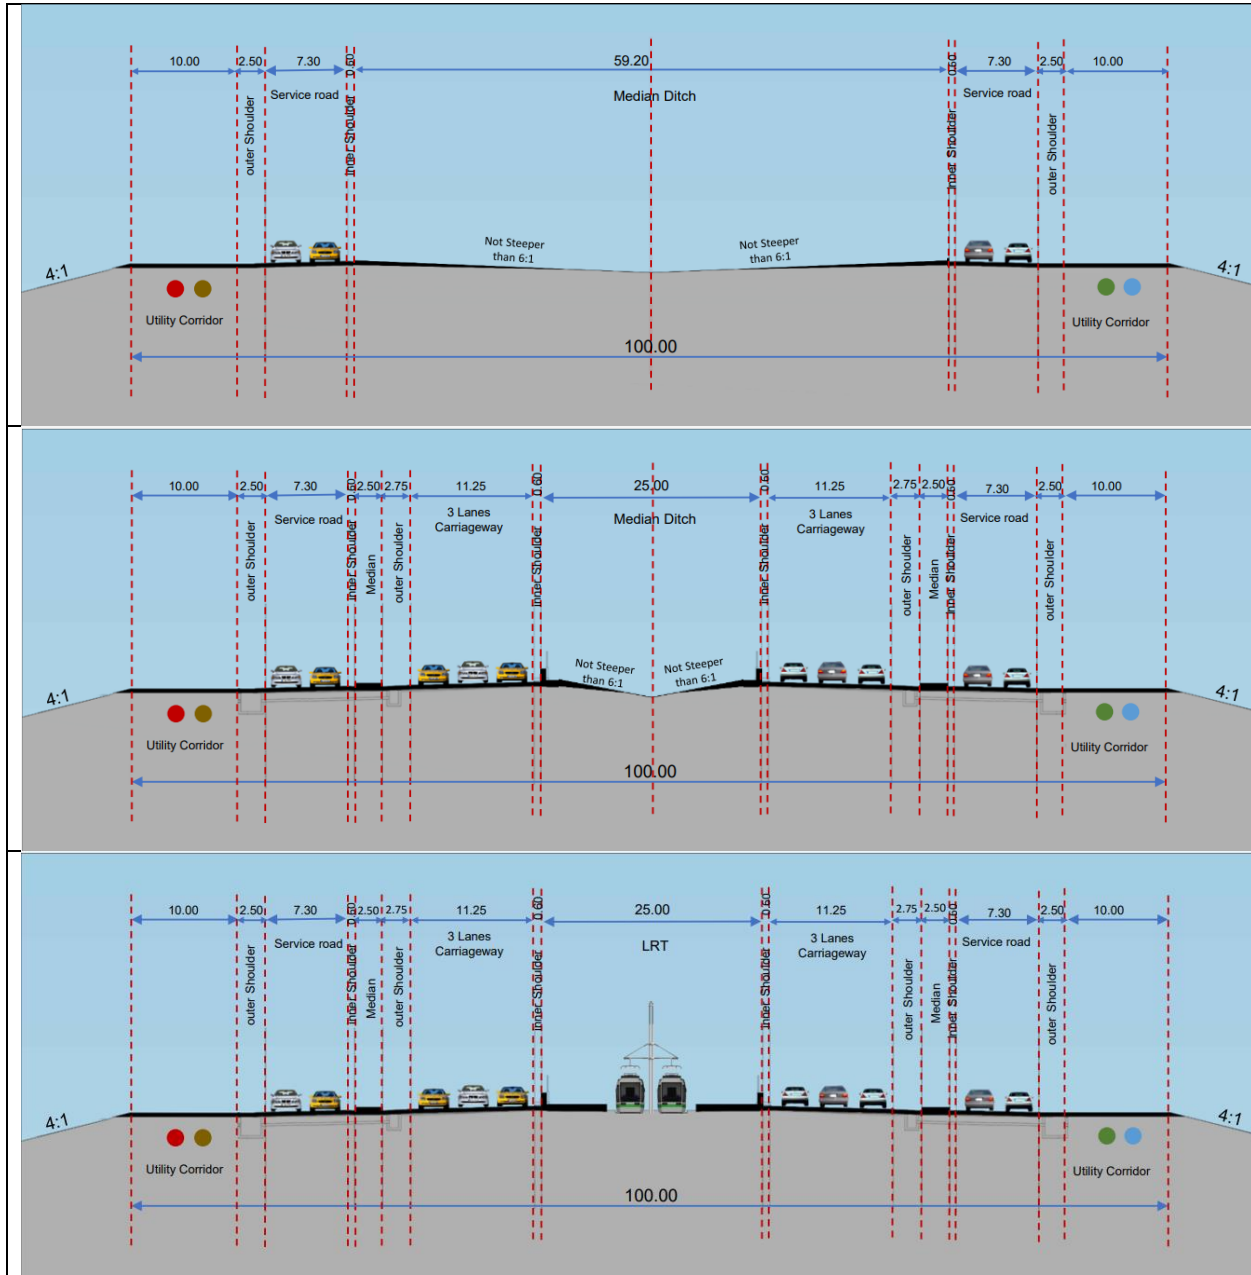 10.00 2.50 7.30 0.60 59.20 0.60 7.30 2.50 10.00
Service road Median Ditch Service road
outer Shoulder
Inner Shoulder
Inner Shoulder
outer Shoulder
Not Steeper
than 6:1
Not Steeper
than 6:1
4:1
4:1
Utility Corridor
Utility Corridor
100.00
10.00 2.50 7.30 0.60 2.50 2.75 11.25 0.60 25.00 0.60 11.25 2.75 2.50 0.60 7.30 2.50 10.00
Service road
3 Lanes
Carriageway
Median Ditch
3 Lanes
Carriageway
Service road
outer Shoulder
Inner Shoulder
Median
outer Shoulder
Inner Shoulder
Inner Shoulder
outer Shoulder
Median
Inner Shoulder
outer Shoulder
Not Steeper
than 6:1
Not Steeper
than 6:1
4:1
4:1
Utility Corridor
Utility Corridor
100.00
10.00 2.50 7.30 0.60 2.50 2.75 11.25 0.60 25.00 0.60 11.25 2.75 2.50 0.60 7.30 2.50 10.00
Service road
3 Lanes
Carriageway
LRT
3 Lanes
Carriageway
Service road
outer Shoulder
Inner Shoulder
Median
outer Shoulder
Inner Shoulder
Inner Shoulder
outer Shoulder
Median
Inner Shoulder
outer Shoulder
4:1
4:1
Utility Corridor
Utility Corridor
100.00